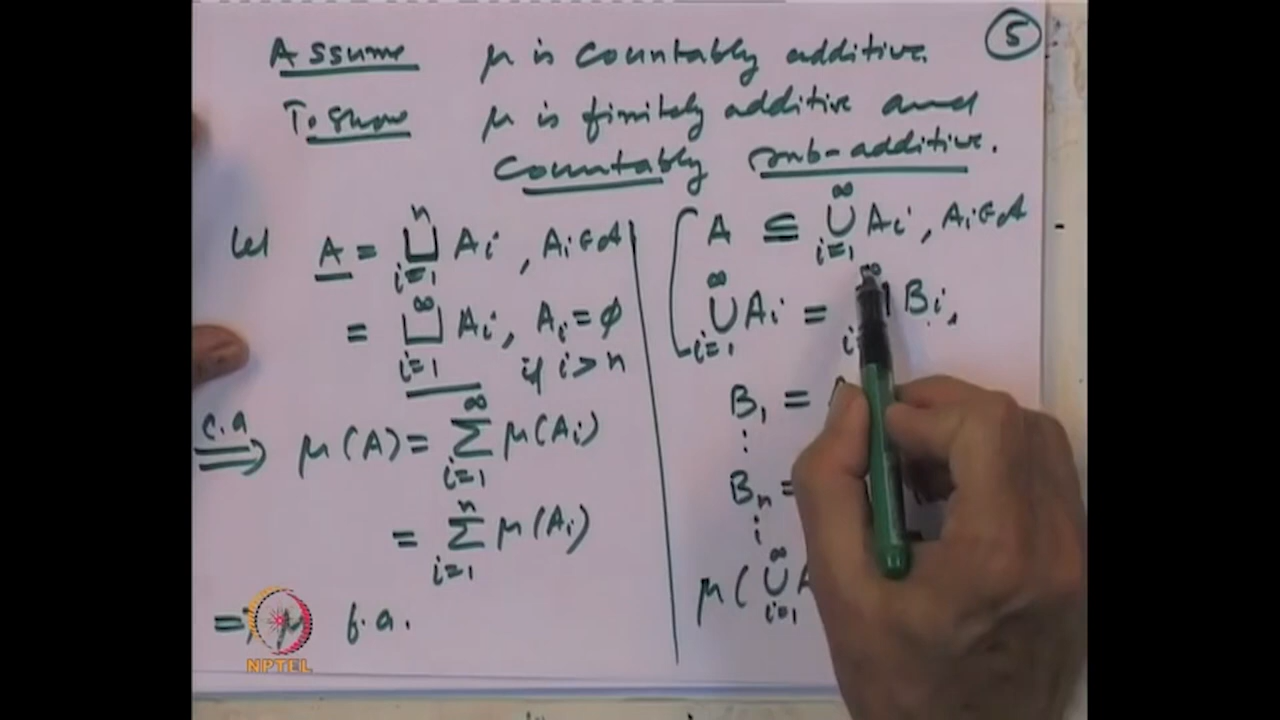 ⑤
Assume μ is countably additive.
To show μ is finitely additive and
countably sub-additive.
Let A = ⊔_{i=1}^{n} Ai , Ai ∈ 𝒜
= ⊔_{i=1}^{∞} Ai , Ai = φ
if i > n
c.a ⟹ μ(A) = Σ_{i=1}^{∞} μ(Ai)
= Σ_{i=1}^{n} μ(Ai)
⇒ μ f.a.
A ⊆ ∪_{i=1}^{∞} Ai , Ai ∈ 𝒜
∪_{i=1}^{∞} Ai = Bi,
B1 =
⋮
Bn =
⋮
μ( ∪_{i=1}^{∞} A
NPTEL